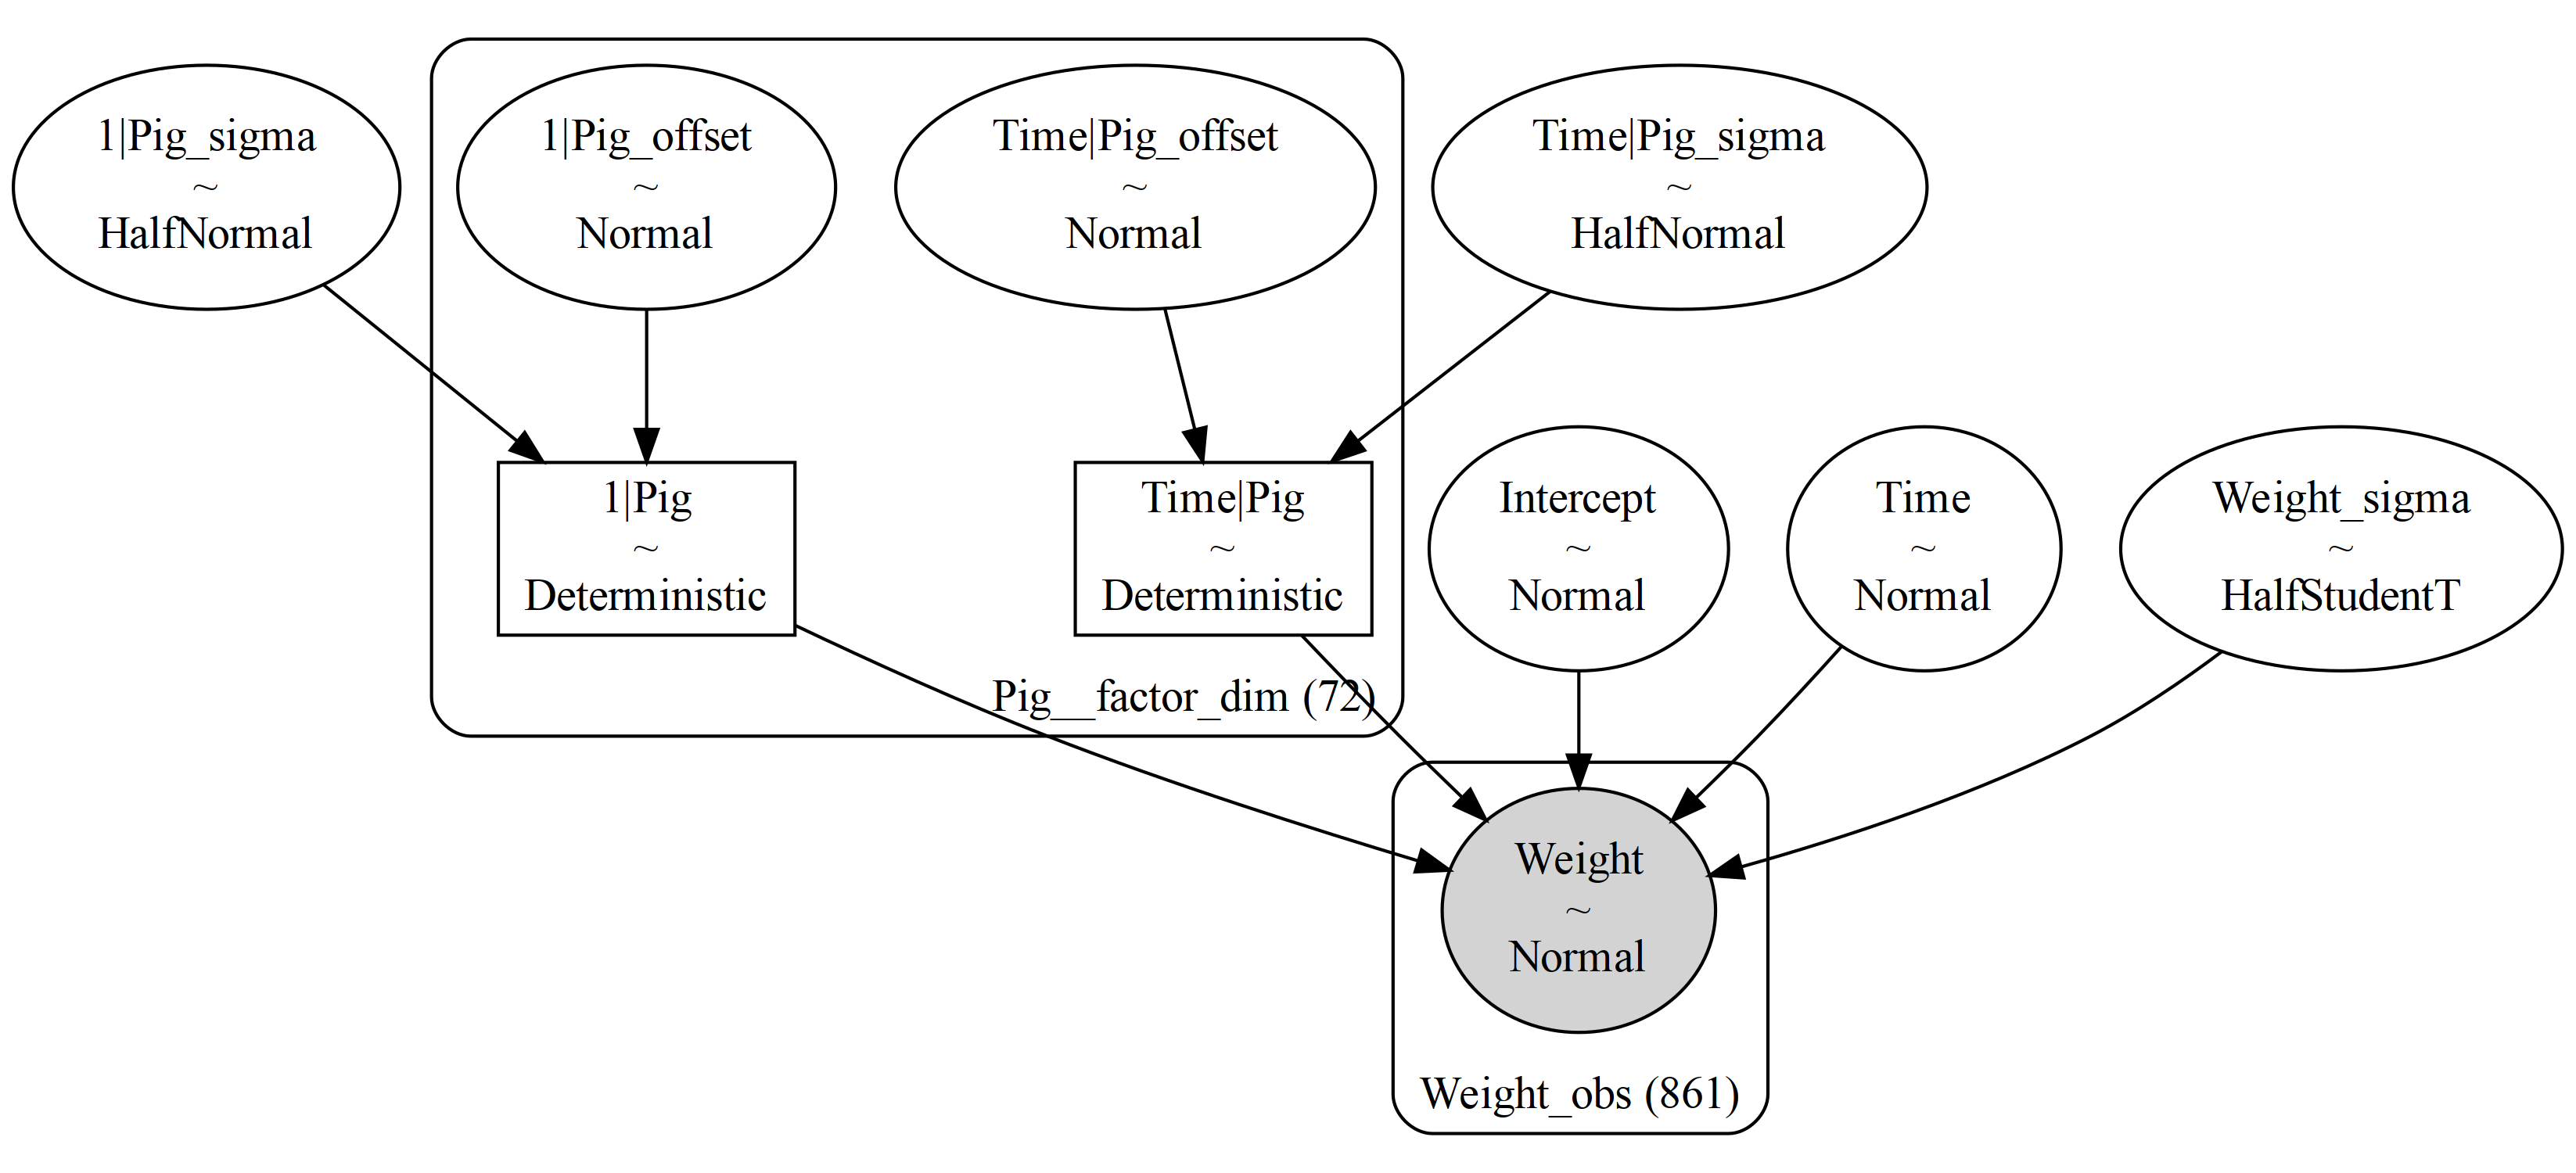 1|Pig_sigma
~
HalfNormal
1|Pig_offset
~
Normal
Time|Pig_offset
~
Normal
Time|Pig_sigma
~
HalfNormal
1|Pig
~
Deterministic
Time|Pig
~
Deterministic
Intercept
~
Normal
Time
~
Normal
Weight_sigma
~
HalfStudentT
Pig__factor_dim (72)
Weight
~
Normal
Weight_obs (861)